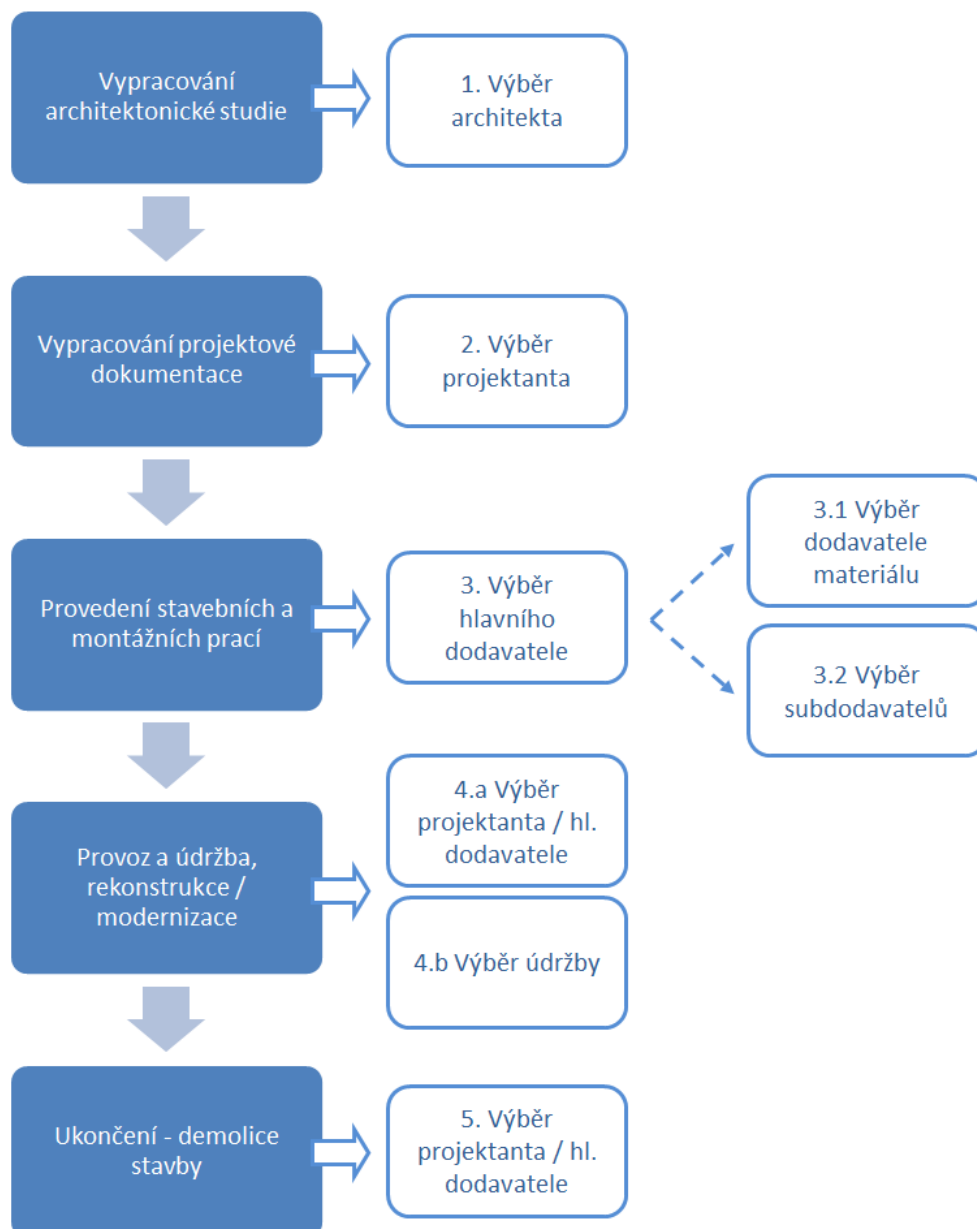 Vypracování
architektonické studie
1. Výběr
architekta
Vypracování projektové
dokumentace
2. Výběr
projektanta
Provedení stavebních a
montážních prací
3. Výběr
hlavního
dodavatele
3.1 Výběr
dodavatele
materiálu
3.2 Výběr
subdodavatelů
Provoz a údržba,
rekonstrukce /
modernizace
4.a Výběr
projektanta / hl.
dodavatele
4.b Výběr údržby
Ukončení - demolice
stavby
5. Výběr
projektanta / hl.
dodavatele